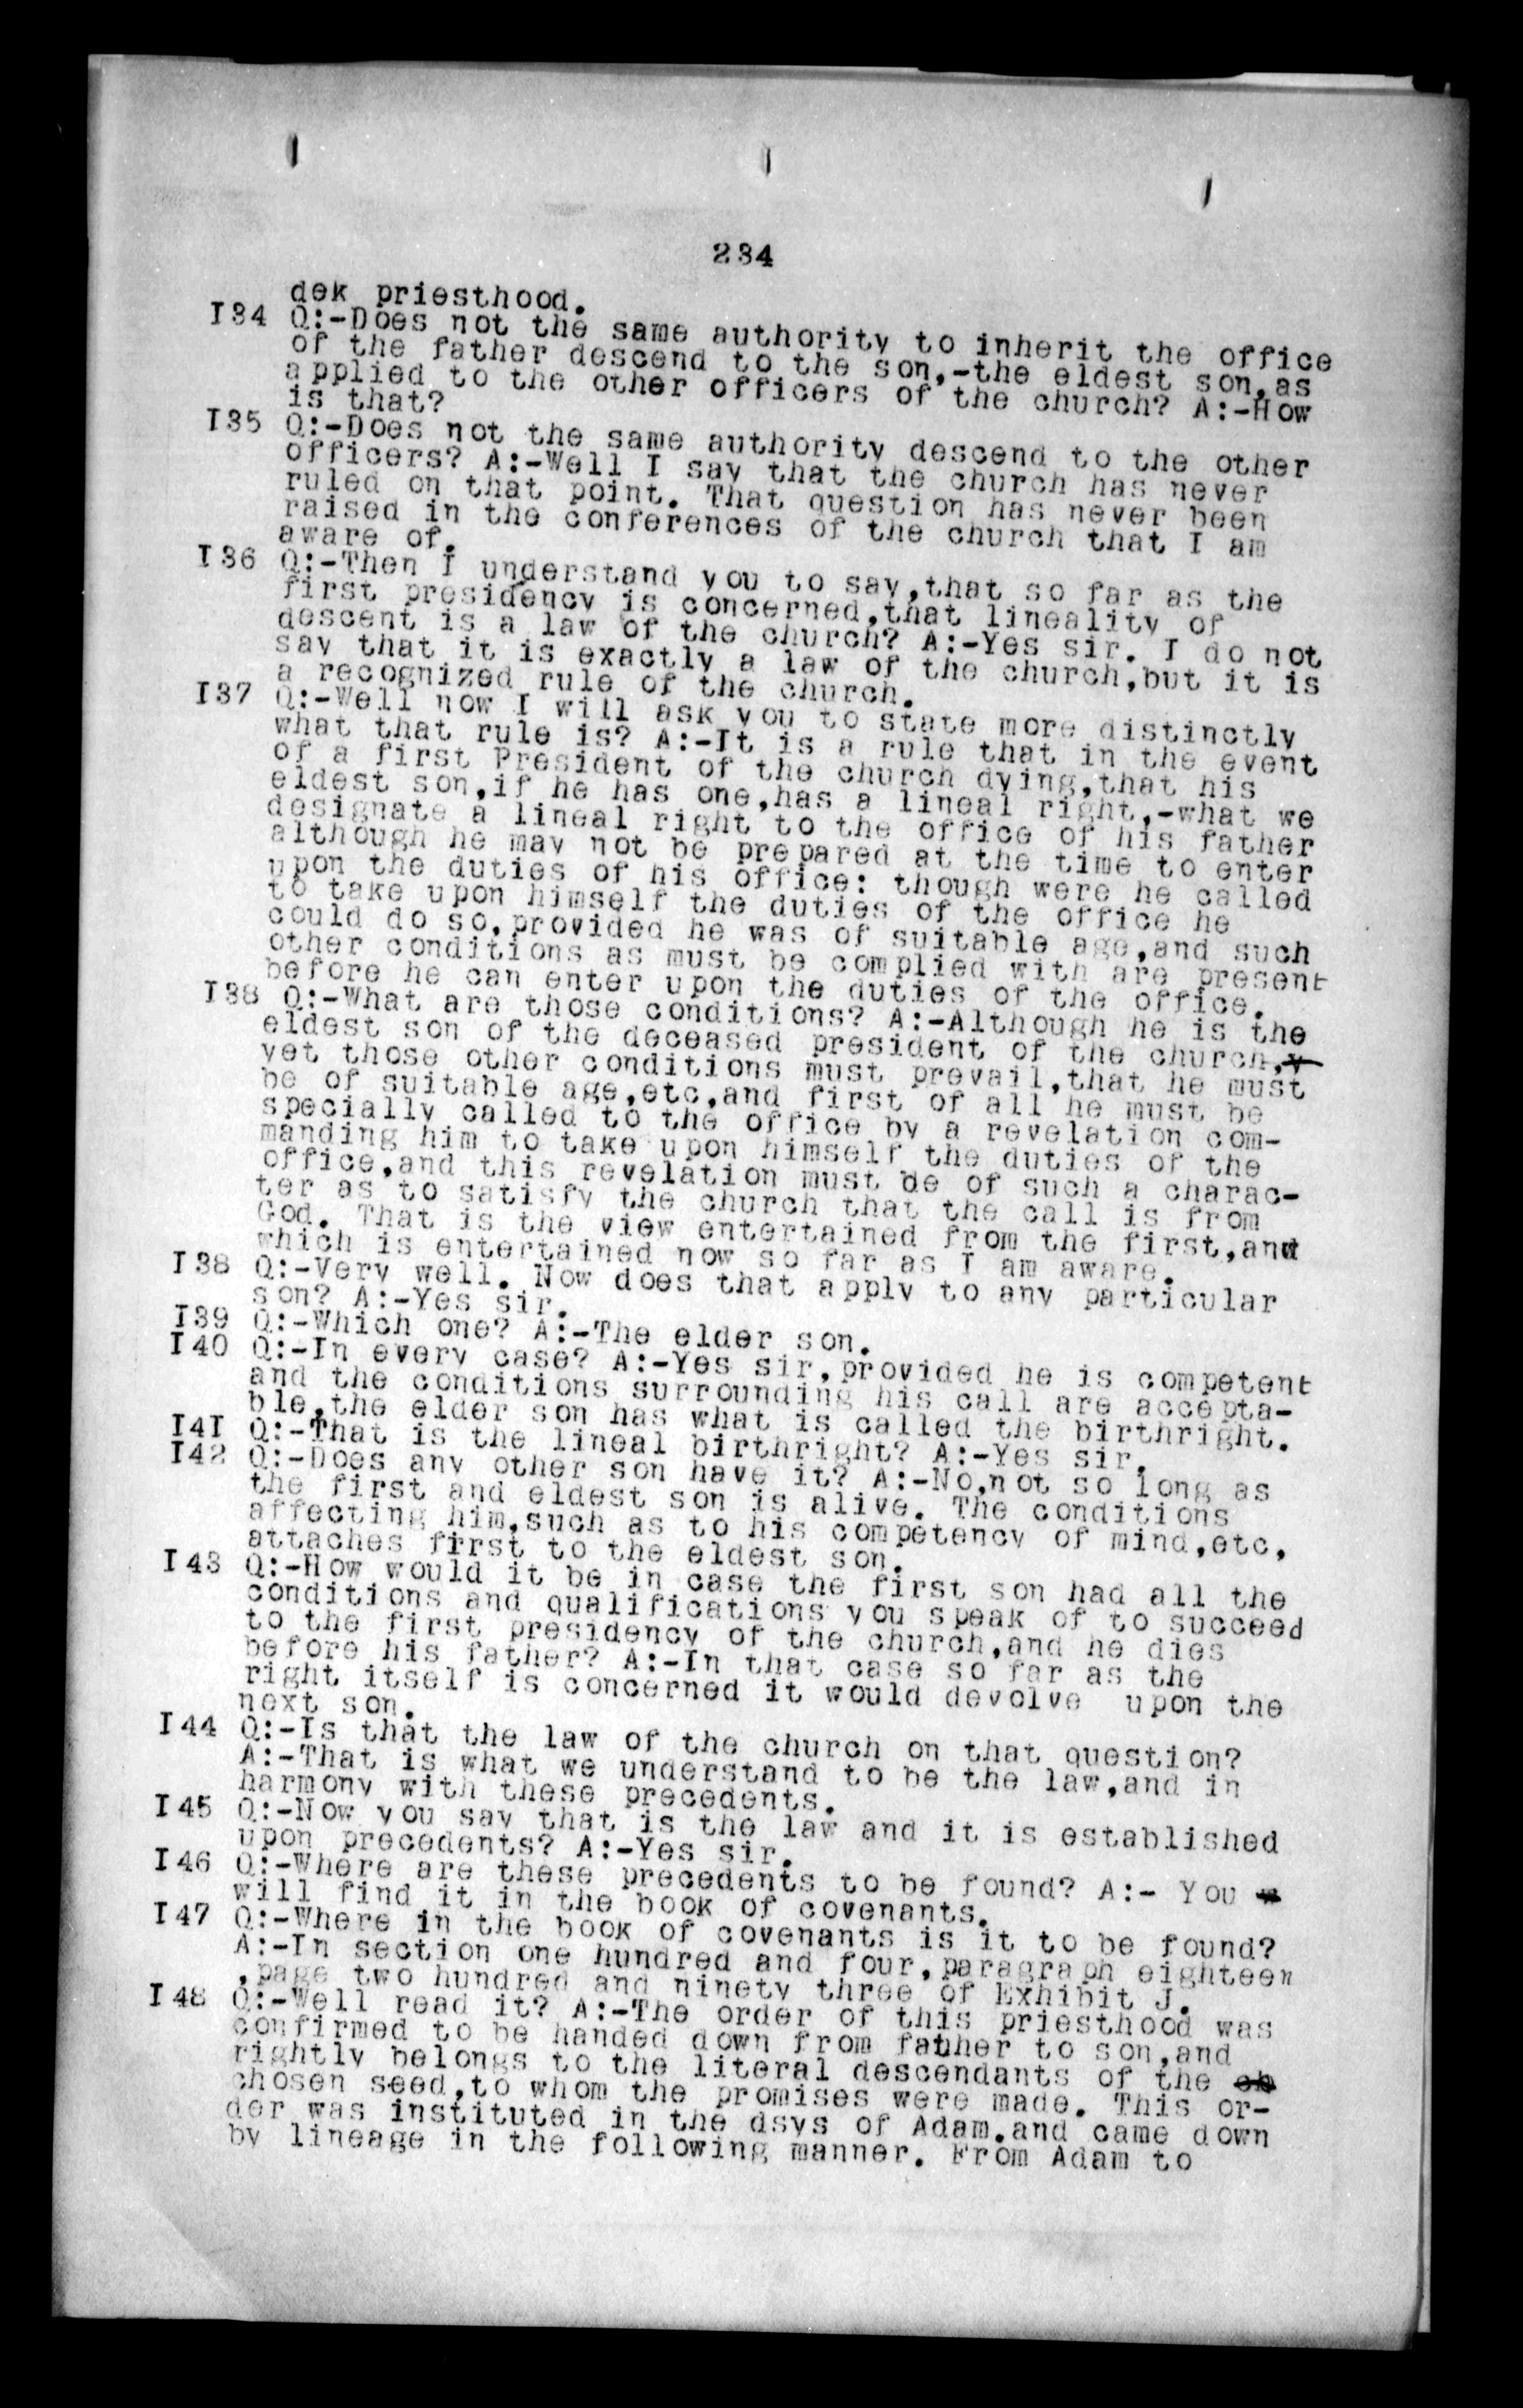 234
dek priesthood.
I34 Q:-Does not the same authority to inherit the office
of the father descend to the son,-the eldest son,as
applied to the other officers of the church? A:-How
is that?
I35 Q:-Does not the same authority descend to the other
officers? A:-Well I say that the church has never
ruled on that point. That question has never been
raised in the conferences of the church that I am
aware of.
I36 Q:-Then I understand you to say,that so far as the
first presidency is concerned,that lineality of
descent is a law of the church? A:-Yes sir. I do not
say that it is exactly a law of the church,but it is
a recognized rule of the church.
I37 Q:-Well now I will ask you to state more distinctly
what that rule is? A:-It is a rule that in the event
of a first President of the church dying,that his
eldest son,if he has one,has a lineal right,-what we
designate a lineal right to the office of his father
although he may not be prepared at the time to enter
upon the duties of his office: though were he called
to take upon himself the duties of the office he
could do so,provided he was of suitable age,and such
other conditions as must be complied with are present
before he can enter upon the duties of the office.
I38 Q:-What are those conditions? A:-Although he is the
eldest son of the deceased president of the church,y
yet those other conditions must prevail,that he must
be of suitable age,etc,and first of all he must be
specially called to the office by a revelation com-
manding him to take upon himself the duties of the
office,and this revelation must be of such a charac-
ter as to satisfy the church that the call is from
God. That is the view entertained from the first,and
which is entertained now so far as I am aware.
I38 Q:-Very well. Now does that apply to any particular
son? A:-Yes sir.
I39 Q:-Which one? A:-The elder son.
I40 Q:-In every case? A:-Yes sir,provided he is competent
and the conditions surrounding his call are accepta-
ble,the elder son has what is called the birthright.
I4I Q:-That is the lineal birthright? A:-Yes sir.
I42 Q:-Does any other son have it? A:-No,not so long as
the first and eldest son is alive. The conditions
affecting him,such as to his competency of mind,etc,
attaches first to the eldest son.
I43 Q:-How would it be in case the first son had all the
conditions and qualifications you speak of to succeed
to the first presidency of the church,and he dies
before his father? A:-In that case so far as the
right itself is concerned it would devolve upon the
next son.
I44 Q:-Is that the law of the church on that question?
A:-That is what we understand to be the law,and in
harmony with these precedents.
I45 Q:-Now you say that is the law and it is established
upon precedents? A:-Yes sir.
I46 Q:-Where are these precedents to be found? A:- You
will find it in the book of covenants.
I47 Q:-Where in the book of covenants is it to be found?
A:-In section one hundred and four,paragraph eighteen
,page two hundred and ninety three of Exhibit J.
I48 Q:-Well read it? A:-The order of this priesthood was
confirmed to be handed down from father to son,and
rightly belongs to the literal descendants of the
chosen seed,to whom the promises were made. This or-
der was instituted in the dsys of Adam,and came down
by lineage in the following manner. From Adam to